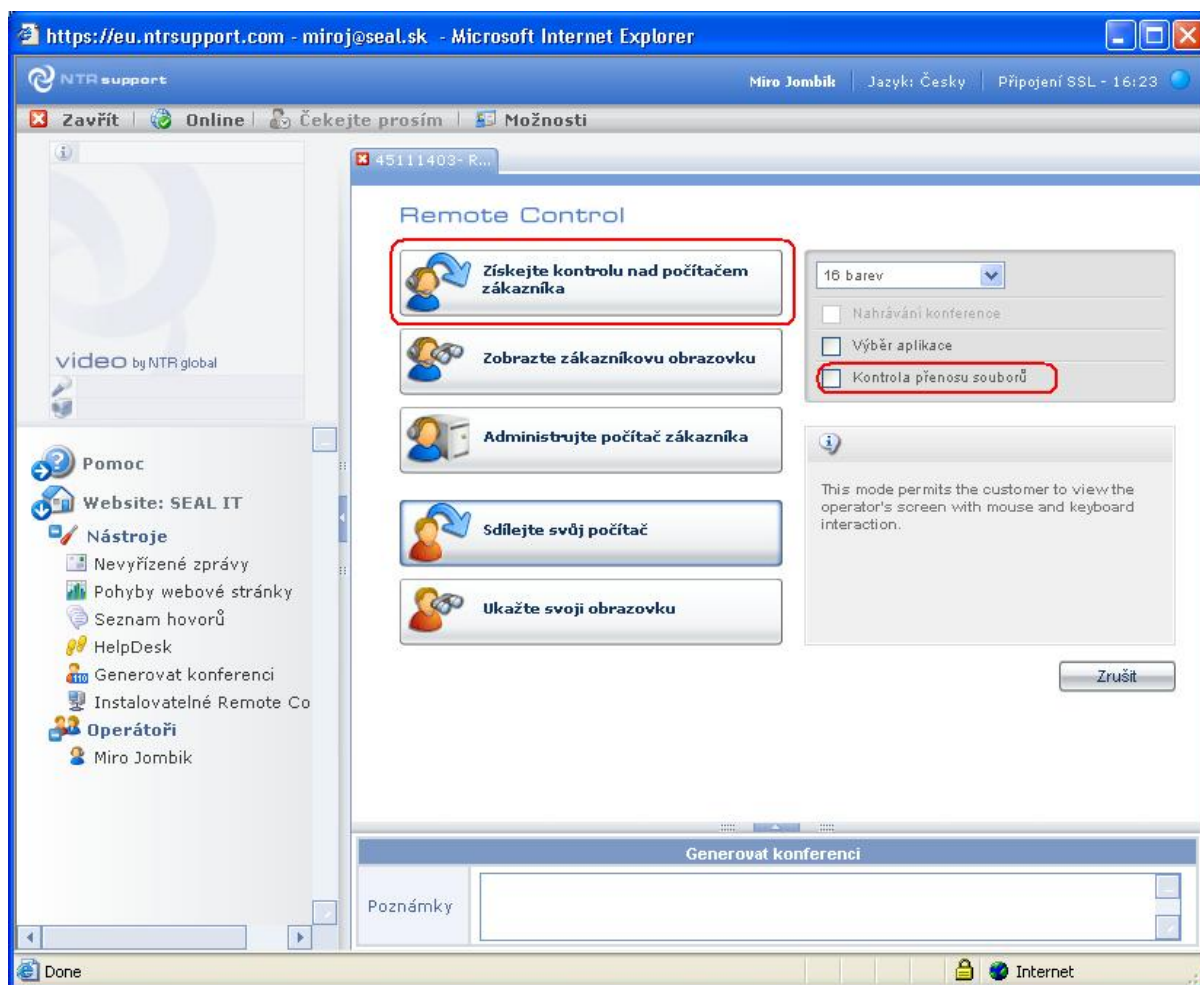 https://eu.ntrsupport.com - miroj@seal.sk - Microsoft Internet Explorer
NTR support
Miro Jombik | Jazyk: Česky | Připojení SSL - 16:23
Zavřít | Online | Čekejte prosím | Možnosti
45111403- R...
Remote Control
Získejte kontrolu nad počítačem
zákazníka
16 barev
Nahrávání konference
Výběr aplikace
Kontrola přenosu souborů
Zobrazte zákazníkovu obrazovku
Administrujte počítač zákazníka
Sdílejte svůj počítač
Ukažte svoji obrazovku
This mode permits the customer to view the
operator's screen with mouse and keyboard
interaction.
Zrušit
video by NTR global
Pomoc
Website: SEAL IT
Nástroje
Nevyřízené zprávy
Pohyby webové stránky
Seznam hovorů
HelpDesk
Generovat konferenci
Instalovatelné Remote Co
Operátoři
Miro Jombik
Generovat konferenci
Poznámky
Done
Internet